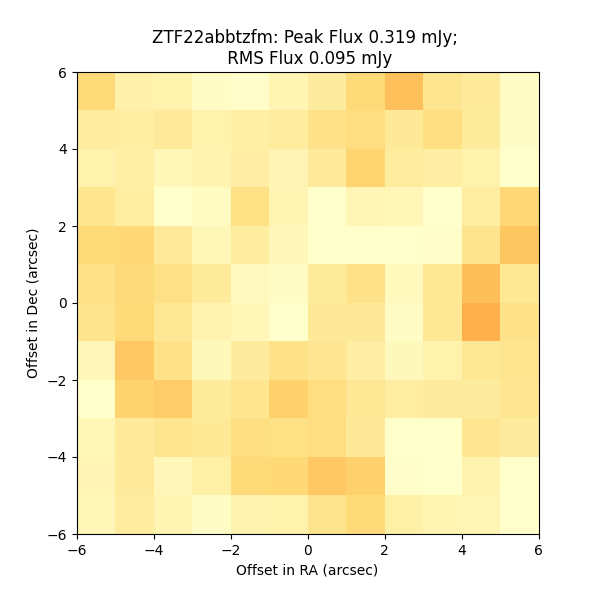 ZTF22abbtzfm: Peak Flux 0.319 mJy;
RMS Flux 0.095 mJy
6
4
2
0
−2
−4
−6
Offset in Dec (arcsec)
−6 −4 −2 0 2 4 6
Offset in RA (arcsec)